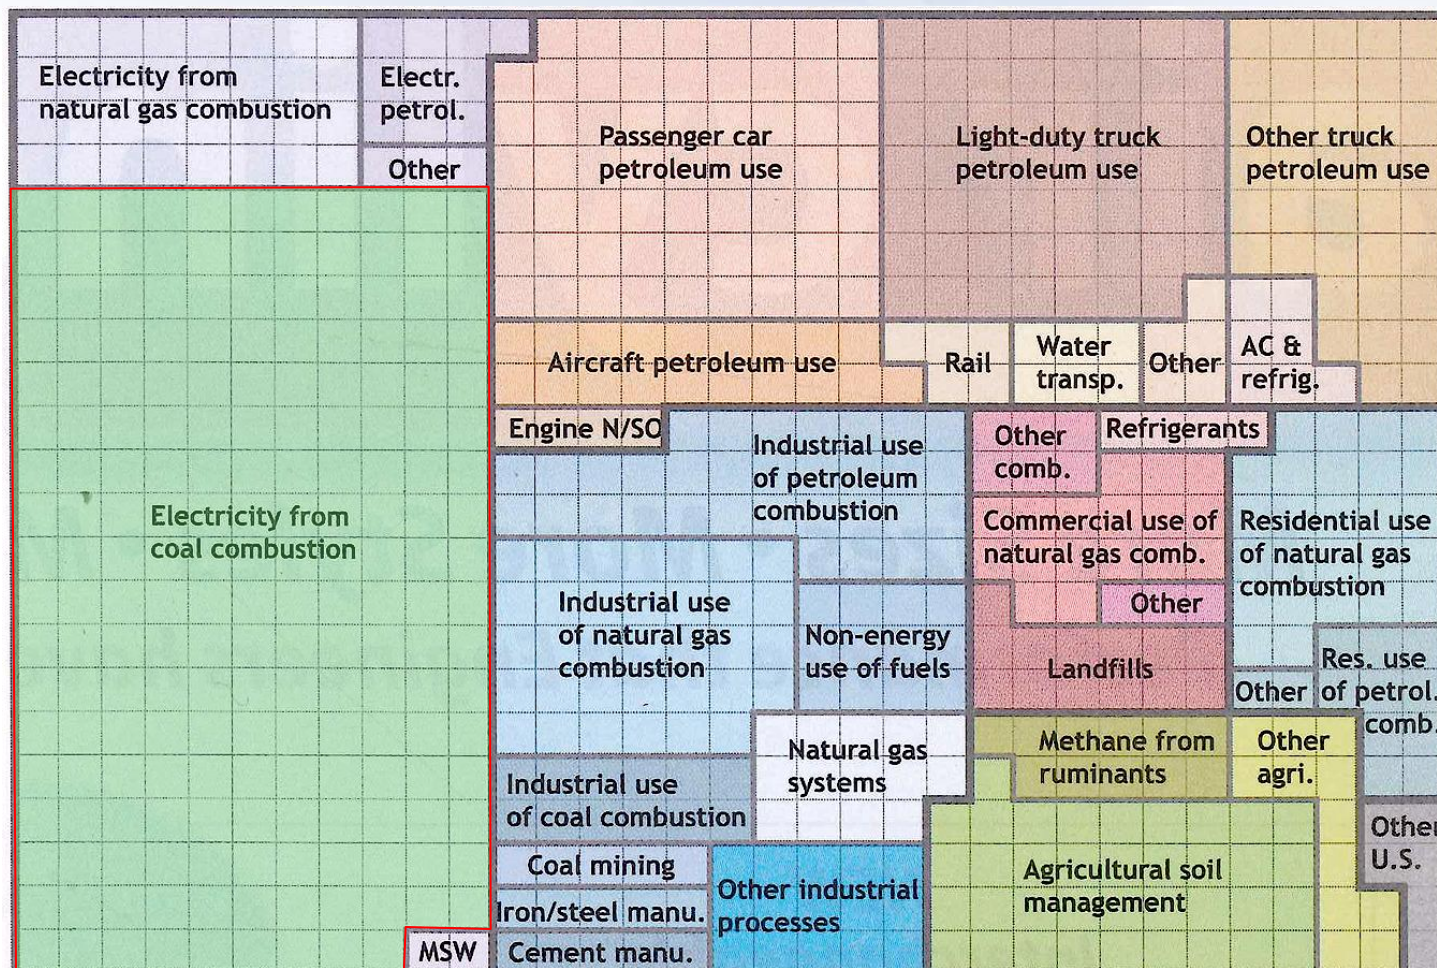 Electricity from
natural gas combustion
Electr.
petrol.
Other
Passenger car
petroleum use
Light-duty truck
petroleum use
Other truck
petroleum use
Aircraft petroleum use
Rail
Water
transp.
Other
AC &
refrig.
Engine N/SO
Industrial use
of petroleum
combustion
Other
comb.
Refrigerants
Commercial use of
natural gas comb.
Residential use
of natural gas
combustion
Electricity from
coal combustion
Industrial use
of natural gas
combustion
Non-energy
use of fuels
Other
Landfills
Other
Res. use
of petrol.
comb.
Natural gas
systems
Methane from
ruminants
Other
agri.
Industrial use
of coal combustion
Other
U.S.
Coal mining
Other industrial
processes
Agricultural soil
management
Iron/steel manu.
MSW
Cement manu.